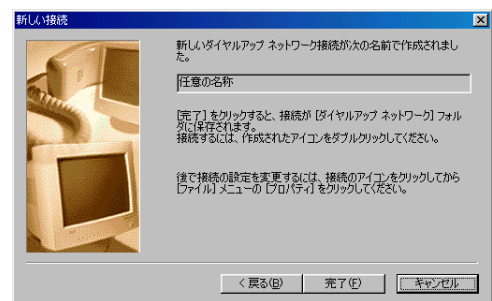 新しい接続
新しいダイヤルアップ ネットワーク接続が次の名前で作成されまし
た。
任意の名称
[完了] をクリックすると、接続が [ダイヤルアップ ネットワーク] フォル
ダに保存されます。
接続するには、作成されたアイコンをダブルクリックしてください。
後で接続の設定を変更するには、接続のアイコンをクリックしてから
[ファイル] メニューの [プロパティ] をクリックしてください。
< 戻る(B)
完了(F)
キャンセル